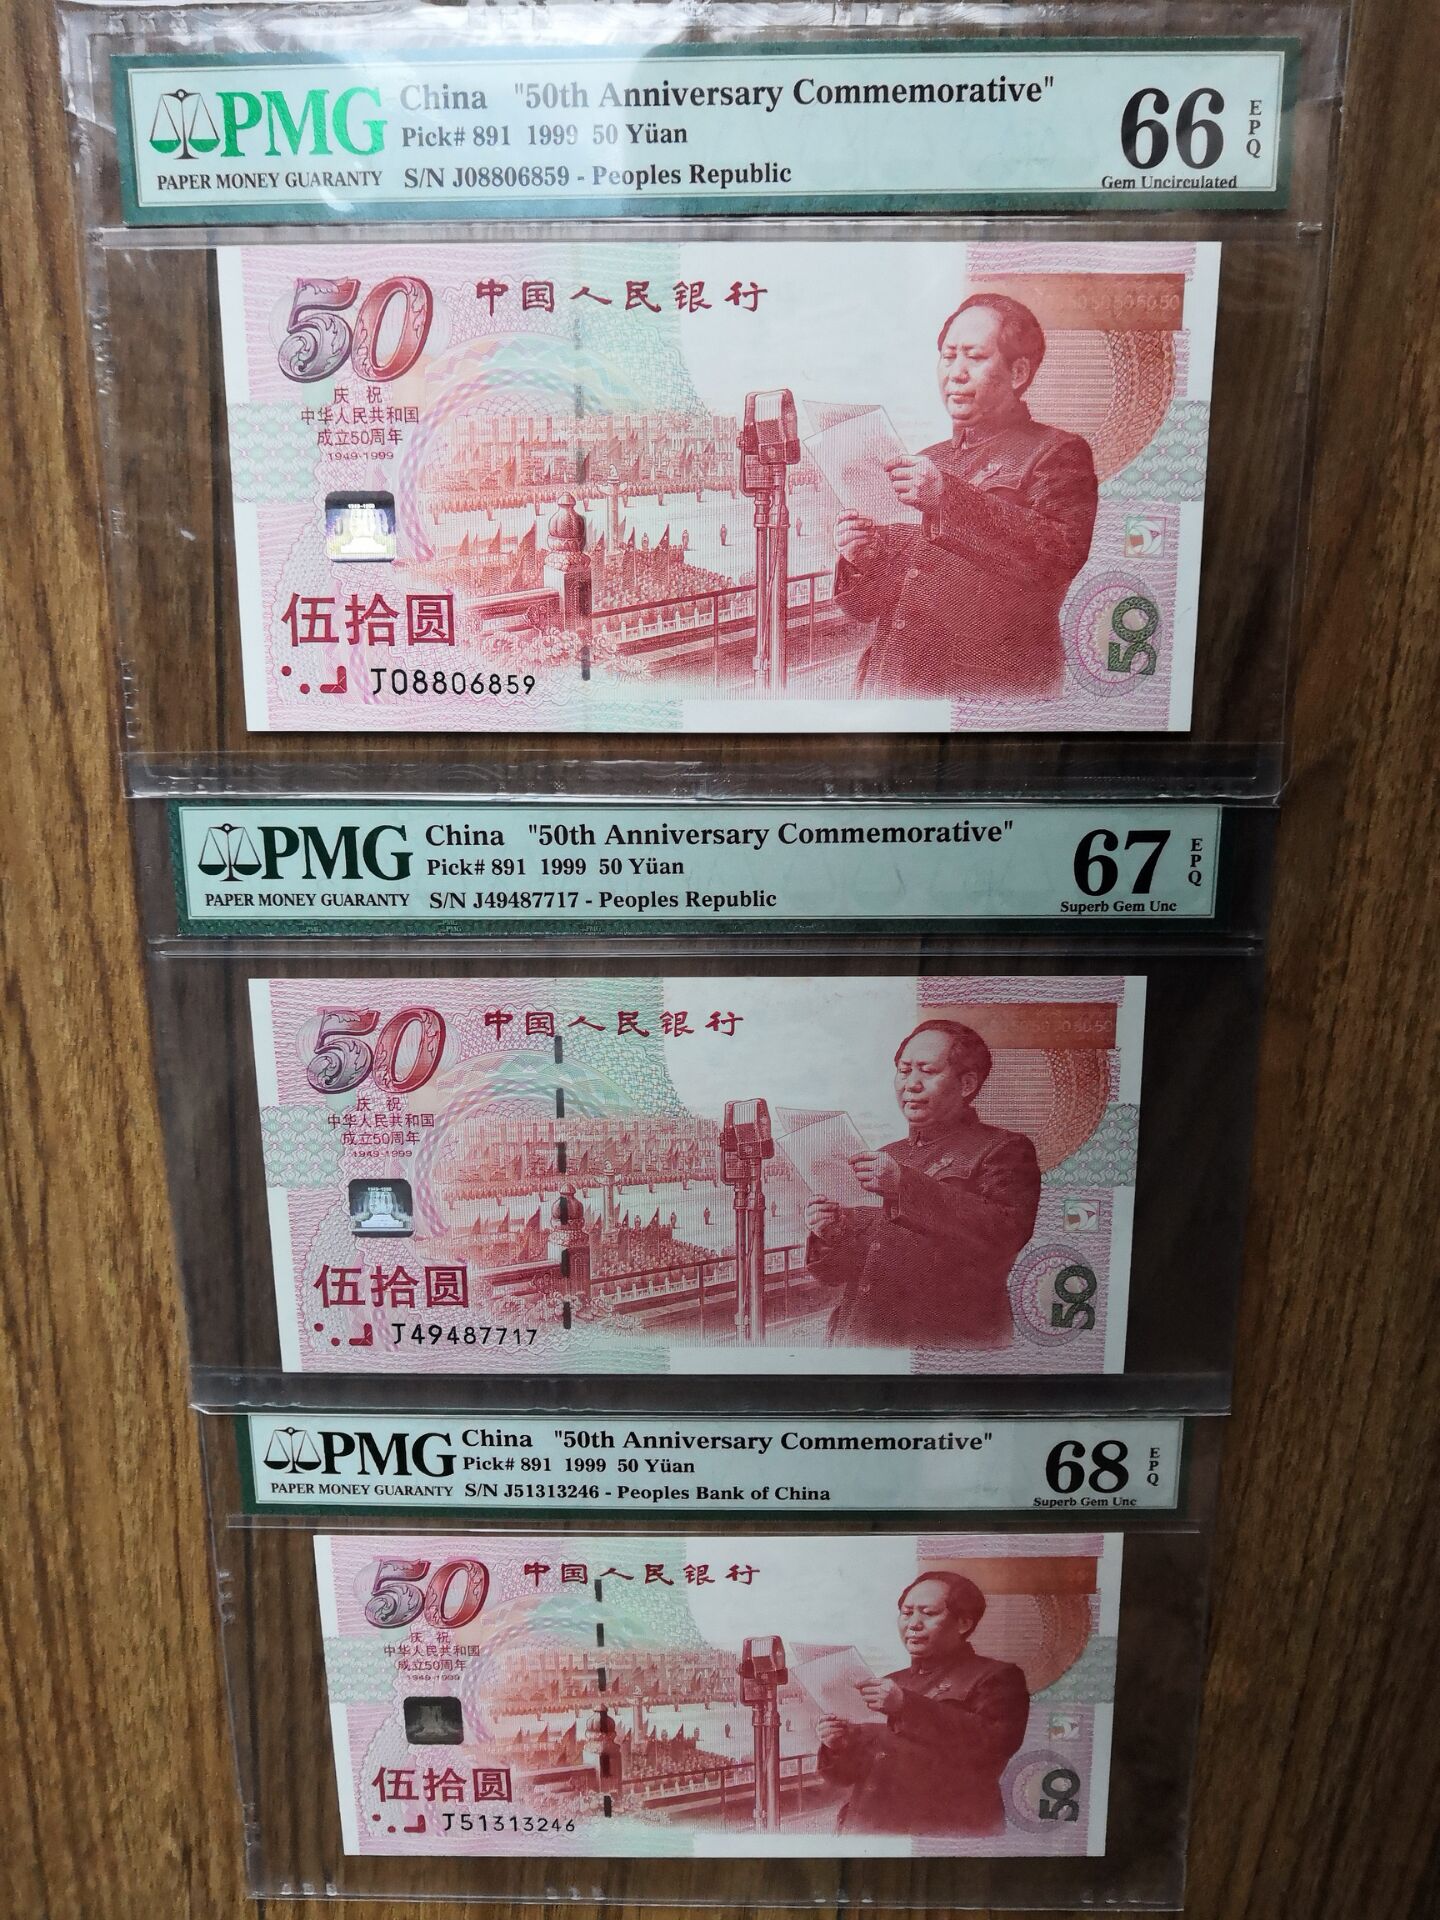 PMG
PAPER MONEY GUARANTY
China "50th Anniversary Commemorative"
Pick# 891 1999 50 Yüan
S/N J08806859 - Peoples Republic
66
EPQ
Gem Uncirculated
50
中国人民银行
庆祝
中华人民共和国
成立50周年
1949-1999
1949-1999
伍拾圆
J08806859
50
PMG
PAPER MONEY GUARANTY
China "50th Anniversary Commemorative"
Pick# 891 1999 50 Yüan
S/N J49487717 - Peoples Republic
67
EPQ
Superb Gem Unc
50
中国人民银行
庆祝
中华人民共和国
成立50周年
1949-1999
1949-1999
伍拾圆
J49487717
50
PMG
PAPER MONEY GUARANTY
China "50th Anniversary Commemorative"
Pick# 891 1999 50 Yüan
S/N J51313246 - Peoples Bank of China
68
EPQ
Superb Gem Unc
50
中国人民银行
庆祝
中华人民共和国
成立50周年
1949-1999
伍拾圆
J51313246
50